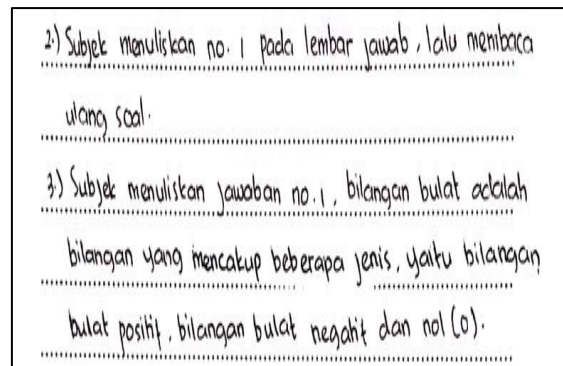 2.) Subjek menuliskan no. 1 pada lembar jawab, lalu membaca
ulang soal.
3.) Subjek menuliskan jawaban no. 1, bilangan bulat adalah
bilangan yang mencakup beberapa jenis, yaitu bilangan
bulat positif, bilangan bulat negatif dan nol (0).